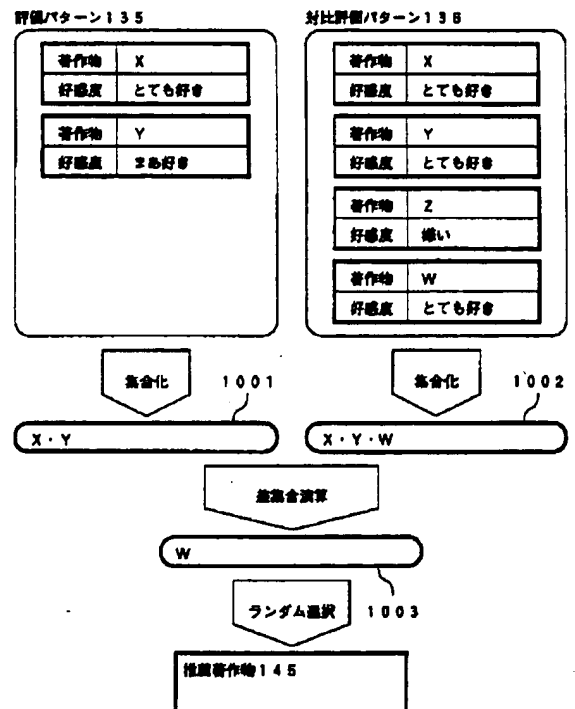 評価パターン135
対比評価パターン136
著作物 X
好感度 とても好き
著作物 Y
好感度 まあ好き
著作物 X
好感度 とても好き
著作物 Y
好感度 とても好き
著作物 Z
好感度 嫌い
著作物 W
好感度 とても好き
集合化
1001
集合化
1002
X・Y
X・Y・W
差集合演算
W
ランダム選択
1003
推薦著作物145